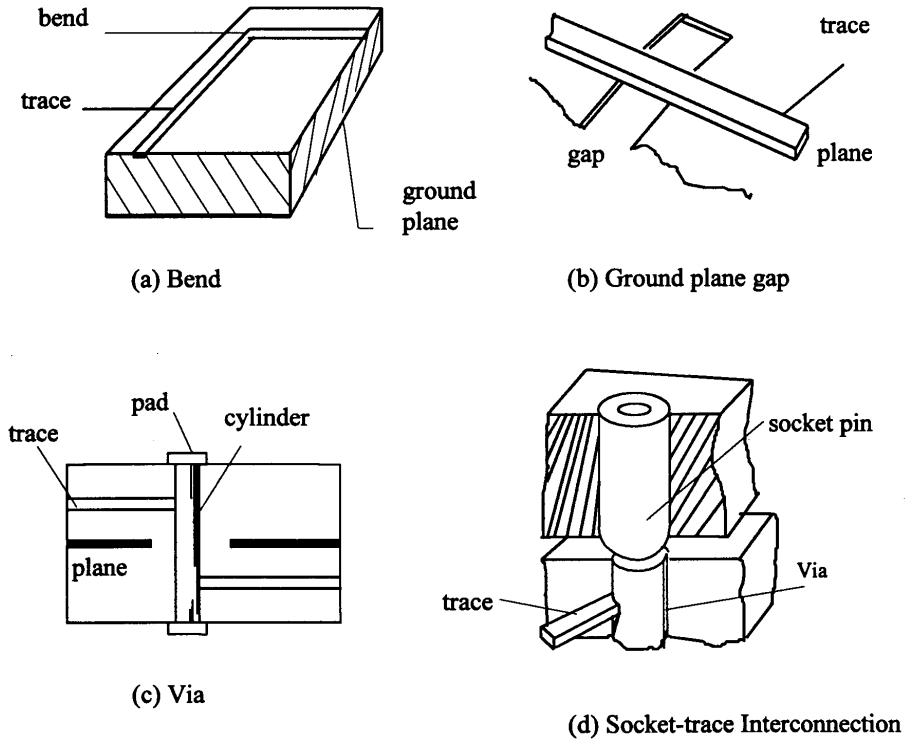 bend
trace
ground
plane
(a) Bend
trace
gap
plane
(b) Ground plane gap
pad
cylinder
trace
plane
(c) Via
socket pin
Via
trace
(d) Socket-trace Interconnection